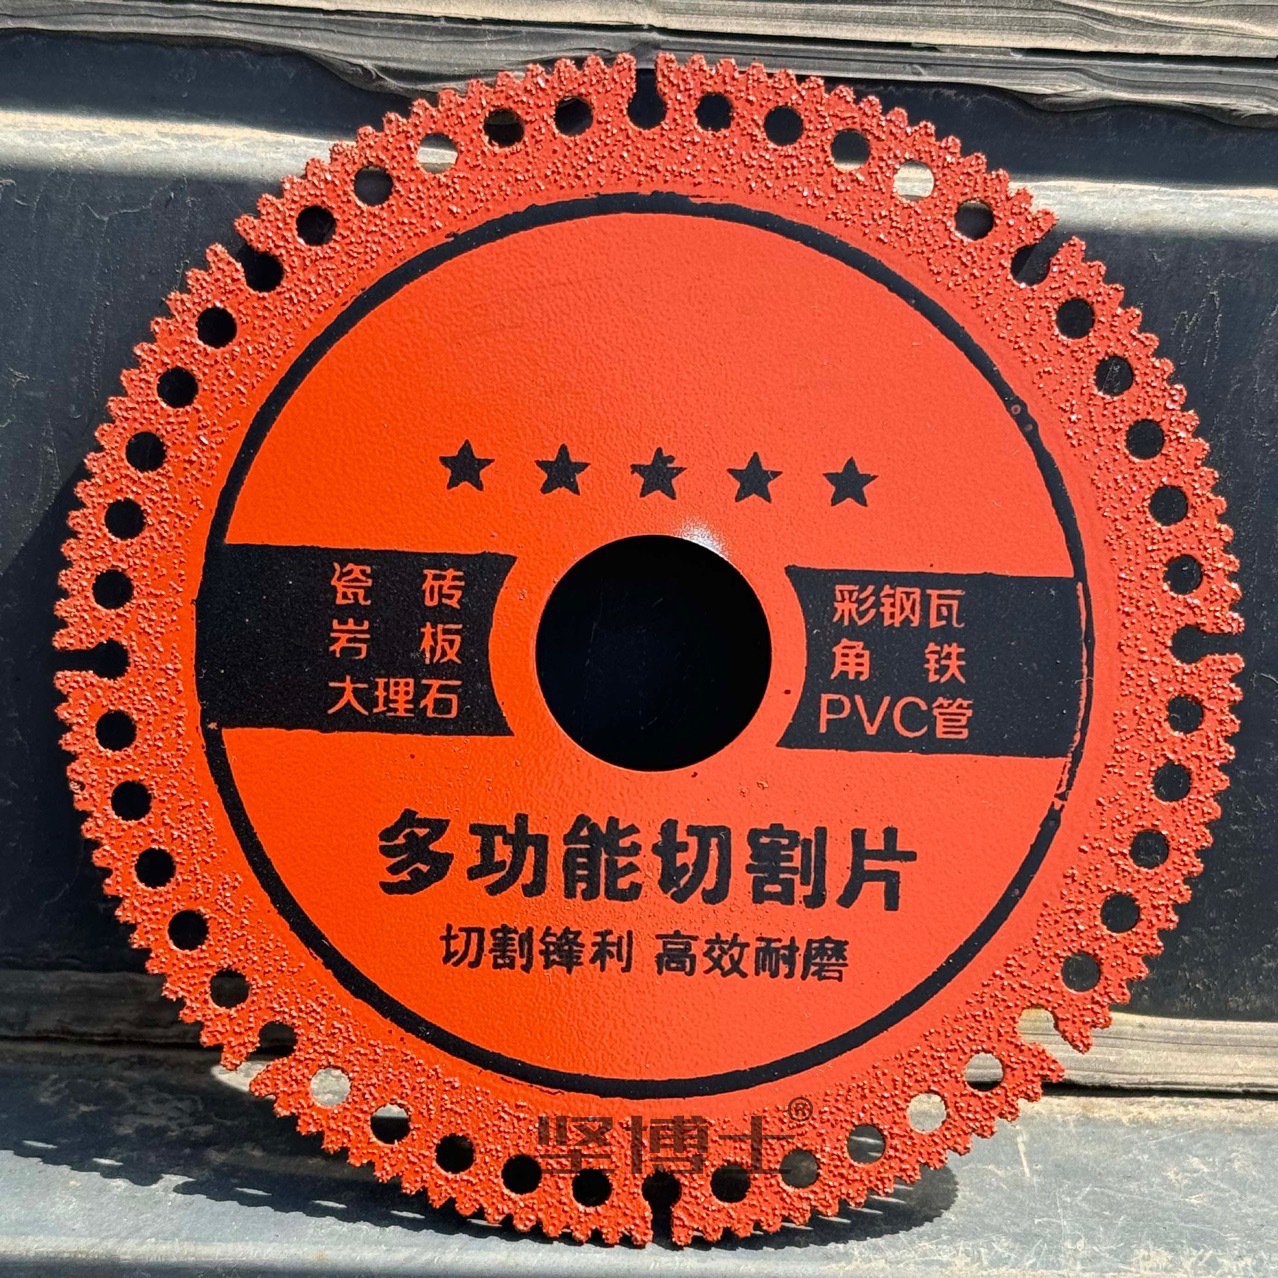 瓷砖
岩板
大理石
彩钢瓦
角铁
PVC管
多功能切割片
切割锋利 高效耐磨
坚博士®